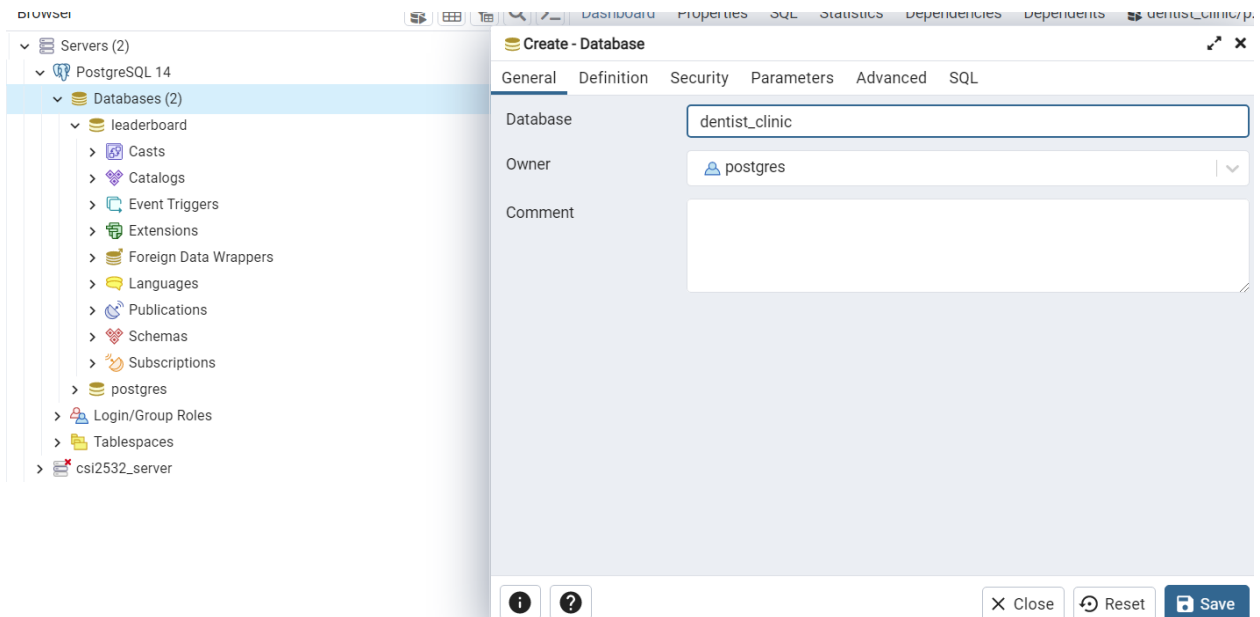 Browser
Dashboard Properties SQL Statistics Dependencies Dependents dentist_clinic/p
Servers (2)
PostgreSQL 14
Databases (2)
leaderboard
Casts
Catalogs
Event Triggers
Extensions
Foreign Data Wrappers
Languages
Publications
Schemas
Subscriptions
postgres
Login/Group Roles
Tablespaces
csi2532_server
Create - Database
General Definition Security Parameters Advanced SQL
Database dentist_clinic
Owner postgres
Comment
Close Reset Save